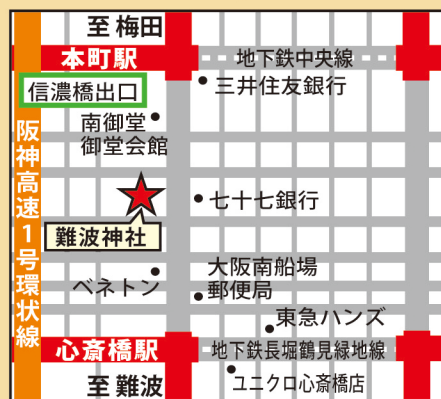 至 梅田
本町駅
地下鉄中央線
信濃橋出口
三井住友銀行
南御堂
御堂会館
阪神高速1号環状線
七十七銀行
難波神社
大阪南船場
郵便局
ベネトン
東急ハンズ
心斎橋駅
地下鉄長堀鶴見緑地線
至 難波
ユニクロ心斎橋店